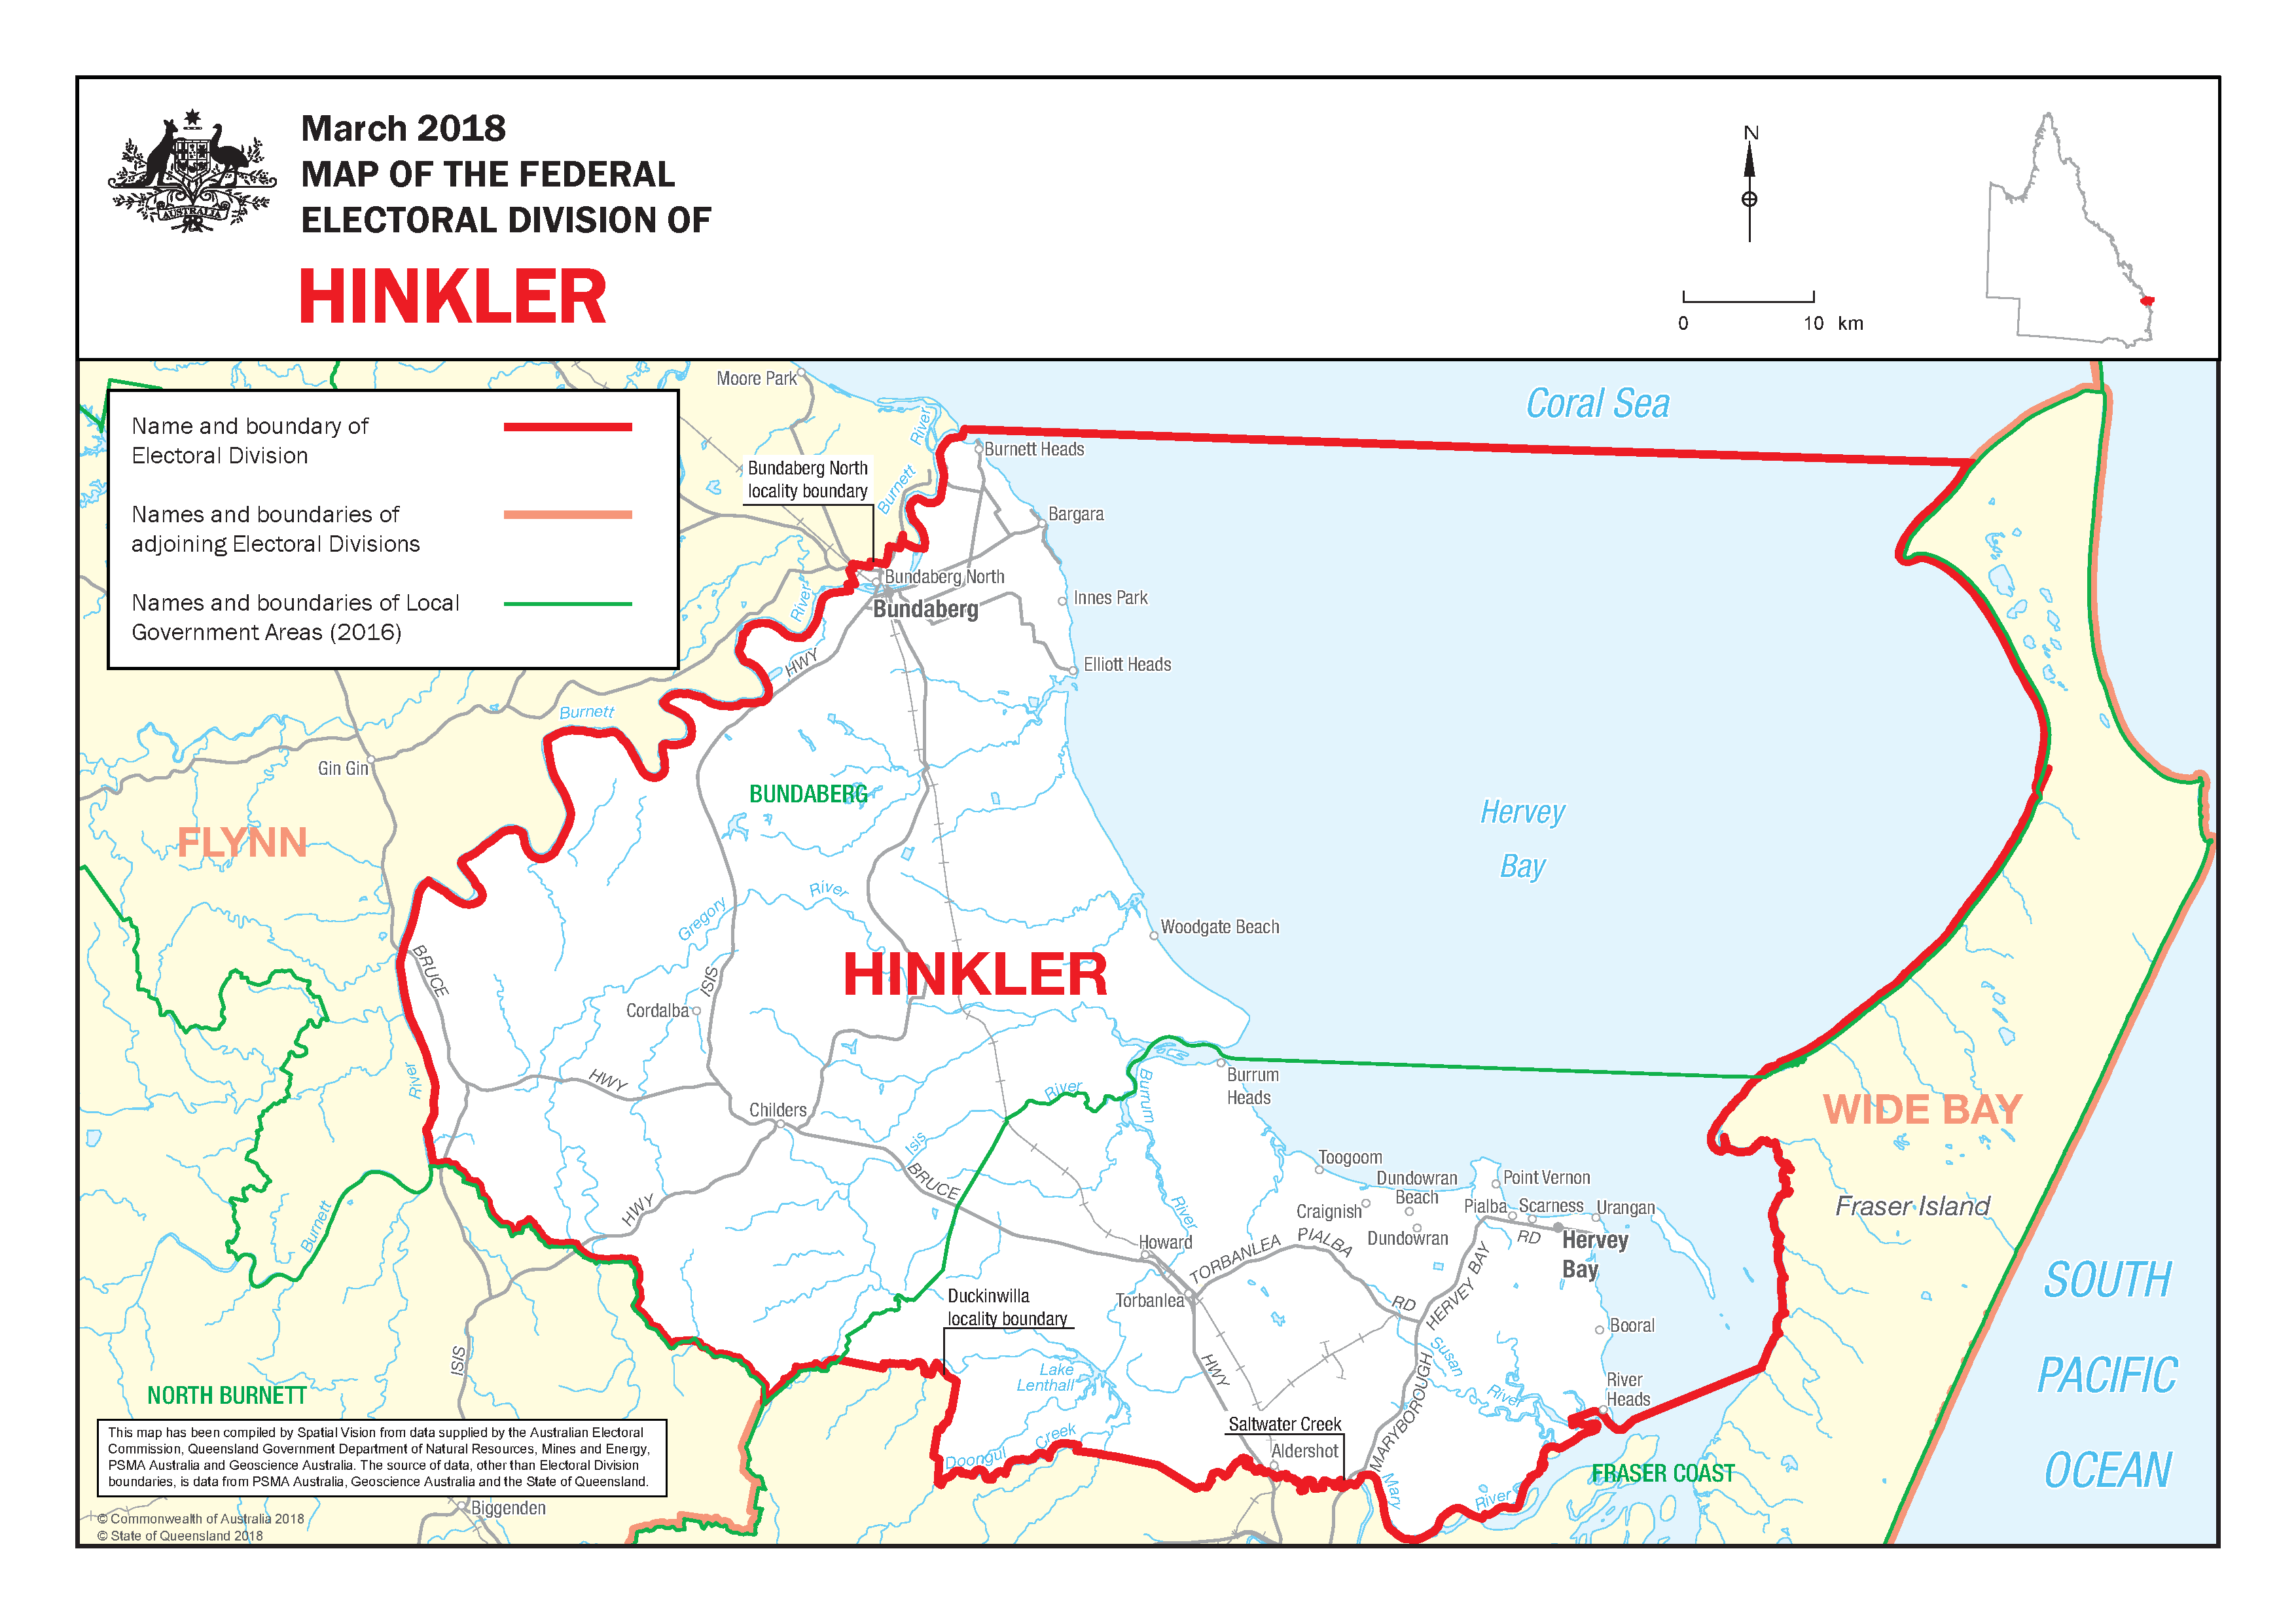 March 2018
MAP OF THE FEDERAL
ELECTORAL DIVISION OF
HINKLER
AUSTRALIA
N
0 10 km
Name and boundary of
Electoral Division
Names and boundaries of
adjoining Electoral Divisions
Names and boundaries of Local
Government Areas (2016)
Moore Park
Coral Sea
River
Burnett Heads
Bundaberg North
locality boundary
Burnett
Bargara
Bundaberg North
Bundaberg
River
Innes Park
HWY
Elliott Heads
Burnett
Gin Gin
BUNDABERG
Hervey
Bay
FLYNN
River
Gregory
Woodgate Beach
BRUCE
ISIS
HINKLER
Cordalba
River
HWY
River
Burrum
Burrum
Heads
Childers
WIDE BAY
Isis
BRUCE
Toogoom
Dundowran
Beach
Point Vernon
Craignish
Pialba
Scarness
Urangan
Fraser Island
HWY
River
Burnett
Howard
TORBANLEA
PIALBA
Dundowran
RD
Hervey
Bay
HERVEY BAY
SOUTH
Duckinwilla
locality boundary
Torbanlea
RD
Booral
Susan
ISIS
HWY
Lake
Lenthall
River
River
Heads
PACIFIC
NORTH BURNETT
MARYBOROUGH
Saltwater Creek
Aldershot
Doongul
Creek
Mary
River
FRASER COAST
OCEAN
This map has been compiled by Spatial Vision from data supplied by the Australian Electoral
Commission, Queensland Government Department of Natural Resources, Mines and Energy,
PSMA Australia and Geoscience Australia. The source of data, other than Electoral Division
boundaries, is data from PSMA Australia, Geoscience Australia and the State of Queensland.
Biggenden
© Commonwealth of Australia 2018
© State of Queensland 2018